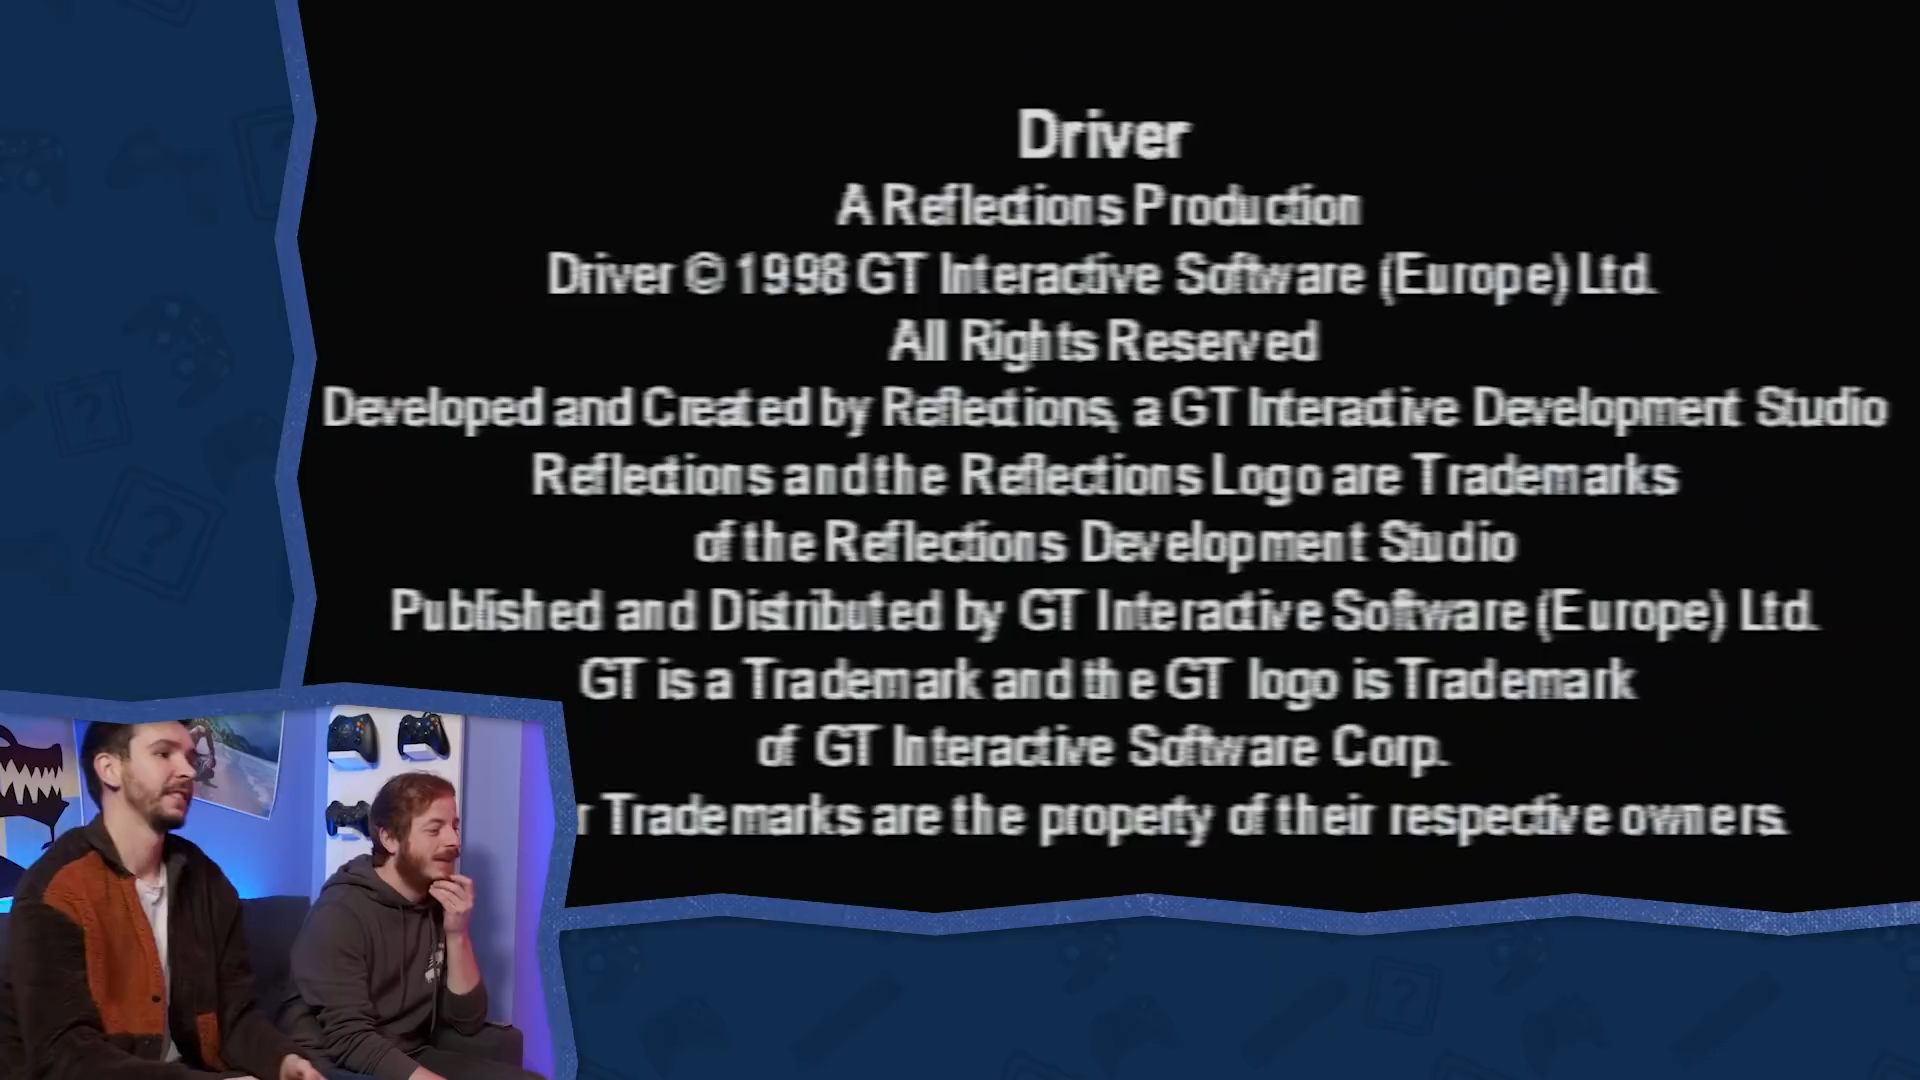 Driver
A Reflections Production
Driver © 1998 GT Interactive Software (Europe) Ltd.
All Rights Reserved
Developed and Created by Reflections, a GT Interactive Development Studio
Reflections and the Reflections Logo are Trademarks
of the Reflections Development Studio
Published and Distributed by GT Interactive Software (Europe) Ltd.
GT is a Trademark and the GT logo is Trademark
of GT Interactive Software Corp.
r Trademarks are the property of their respective owners.